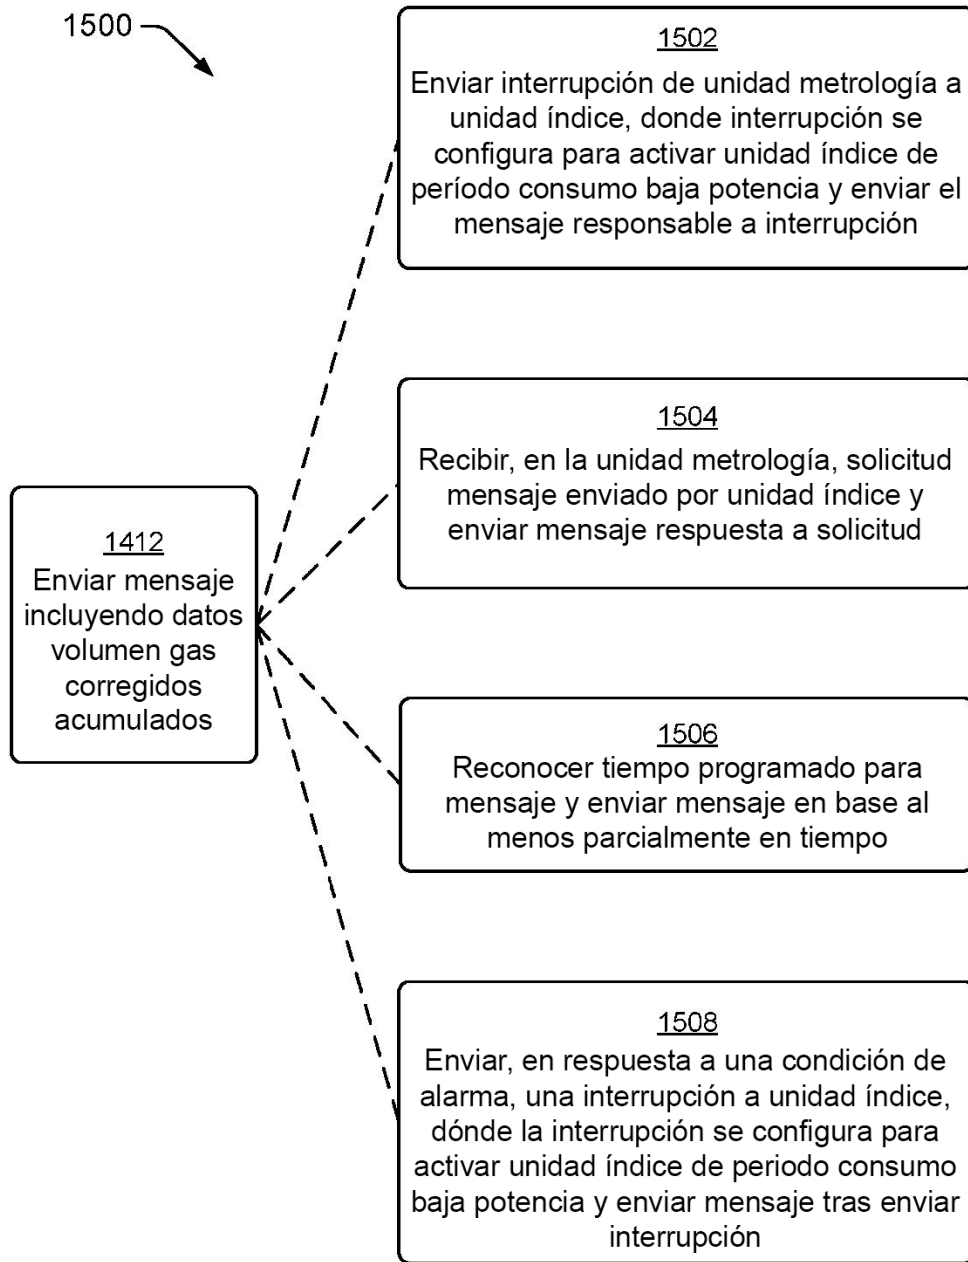 1500
1502
Enviar interrupción de unidad metrología a
unidad índice, donde interrupción se
configura para activar unidad índice de
período consumo baja potencia y enviar el
mensaje responsable a interrupción
1504
Recibir, en la unidad metrología, solicitud
mensaje enviado por unidad índice y
enviar mensaje respuesta a solicitud
1412
Enviar mensaje
incluyendo datos
volumen gas
corregidos
acumulados
1506
Reconocer tiempo programado para
mensaje y enviar mensaje en base al
menos parcialmente en tiempo
1508
Enviar, en respuesta a una condición de
alarma, una interrupción a unidad índice,
dónde la interrupción se configura para
activar unidad índice de periodo consumo
baja potencia y enviar mensaje tras enviar
interrupción